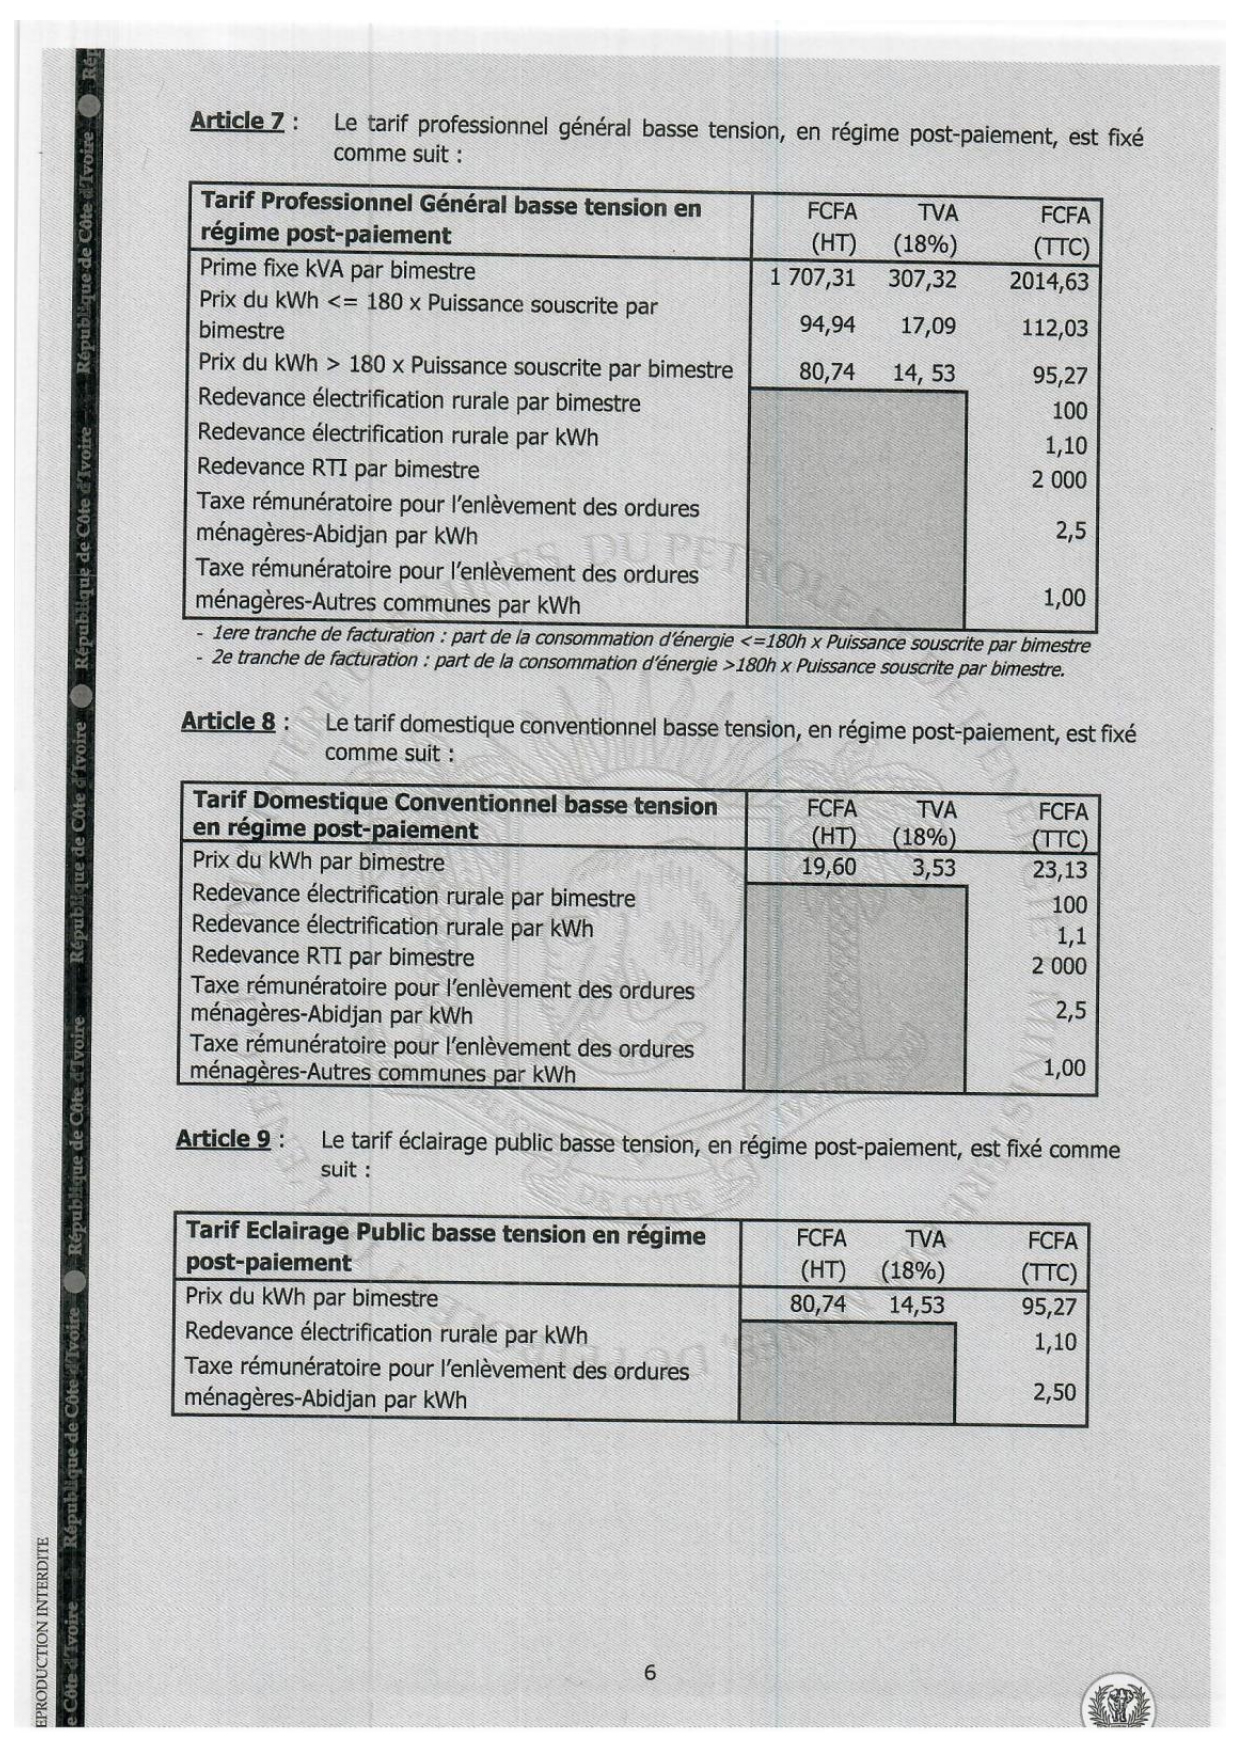 Article 7 : Le tarif professionnel général basse tension, en régime post-paiement, est fixé
comme suit :
Tarif Professionnel Général basse tension en régime post-paiement FCFA (HT) TVA (18%) FCFA (TTC)
Prime fixe kVA par bimestre 1 707,31 307,32 2014,63
Prix du kWh <= 180 x Puissance souscrite par
bimestre 94,94 17,09 112,03
Prix du kWh > 180 x Puissance souscrite par bimestre 80,74 14, 53 95,27
Redevance électrification rurale par bimestre 100
Redevance électrification rurale par kWh 1,10
Redevance RTI par bimestre 2 000
Taxe rémunératoire pour l'enlèvement des ordures
ménagères-Abidjan par kWh 2,5
Taxe rémunératoire pour l'enlèvement des ordures
ménagères-Autres communes par kWh 1,00
- 1ere tranche de facturation : part de la consommation d'énergie <=180h x Puissance souscrite par bimestre
- 2e tranche de facturation : part de la consommation d'énergie >180h x Puissance souscrite par bimestre.
Article 8 : Le tarif domestique conventionnel basse tension, en régime post-paiement, est fixé
comme suit :
Tarif Domestique Conventionnel basse tension FCFA TVA FCFA
en régime post-paiement (HT) (18%) (TTC)
Prix du kWh par bimestre 19,60 3,53 23,13
Redevance électrification rurale par bimestre 100
Redevance électrification rurale par kWh 1,1
Redevance RTI par bimestre 2 000
Taxe rémunératoire pour l'enlèvement des ordures
ménagères-Abidjan par kWh 2,5
Taxe rémunératoire pour l'enlèvement des ordures
ménagères-Autres communes par kWh 1,00
Article 9 : Le tarif éclairage public basse tension, en régime post-paiement, est fixé comme
suit :
Tarif Eclairage Public basse tension en régime FCFA TVA FCFA
post-paiement (HT) (18%) (TTC)
Prix du kWh par bimestre 80,74 14,53 95,27
Redevance électrification rurale par kWh 1,10
Taxe rémunératoire pour l'enlèvement des ordures
ménagères-Abidjan par kWh 2,50
6
EPRODUCTION INTERDITE
e Côte d'Ivoire République de Côte d'Ivoire République de Côte d'Ivoire République de Côte d'Ivoire République de Côte d'Ivoire République de Côte d'Ivoire Rép